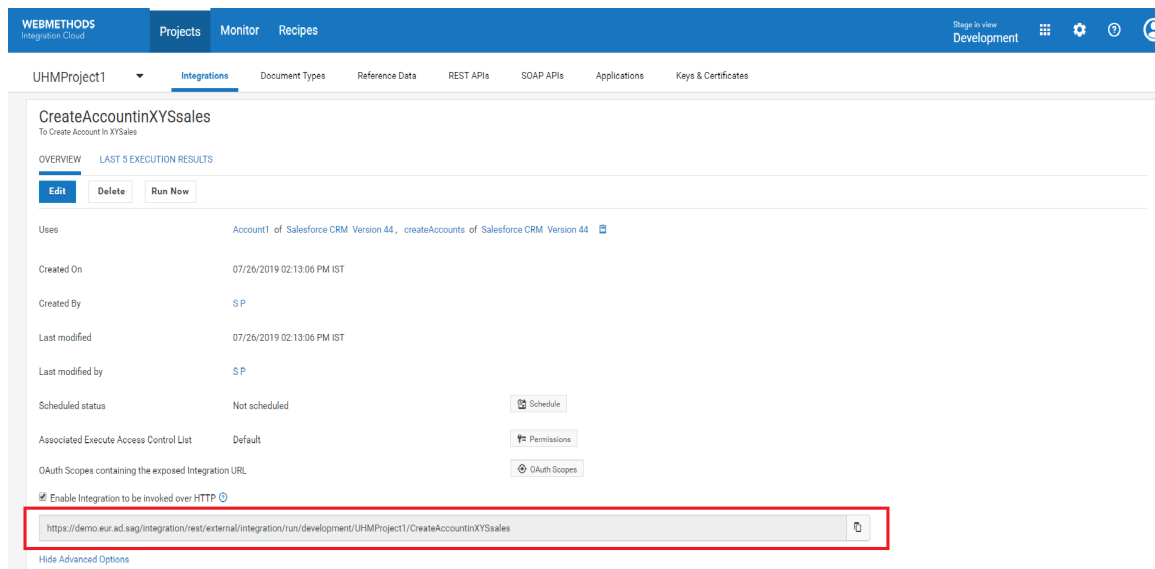 WEBMETHODS
Integration Cloud
Projects Monitor Recipes
Stage in view
Development
UHMProject1 Integrations Document Types Reference Data REST APIs SOAP APIs Applications Keys & Certificates
CreateAccountinXYSsales
To Create Account In XYSales
OVERVIEW LAST 5 EXECUTION RESULTS
Edit Delete Run Now
Uses Account1 of Salesforce CRM Version 44 , createAccounts of Salesforce CRM Version 44
Created On 07/26/2019 02:13:06 PM IST
Created By S P
Last modified 07/26/2019 02:13:06 PM IST
Last modified by S P
Scheduled status Not scheduled Schedule
Associated Execute Access Control List Default Permissions
OAuth Scopes containing the exposed Integration URL OAuth Scopes
Enable Integration to be invoked over HTTP
https://demo.eur.ad.sag/integration/rest/external/integration/run/development/UHMProject1/CreateAccountinXYSsales
Hide Advanced Options